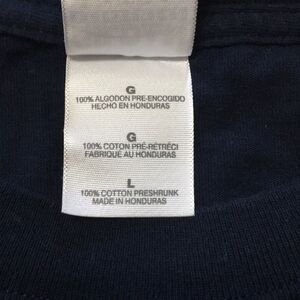 G
100% ALGODON PRE-ENCOGIDO
HECHO EN HONDURAS
G
100% COTON PRÉ-RÉTRÉCI
FABRIQUE AU HONDURAS
L
100% COTTON PRESHRUNK
MADE IN HONDURAS